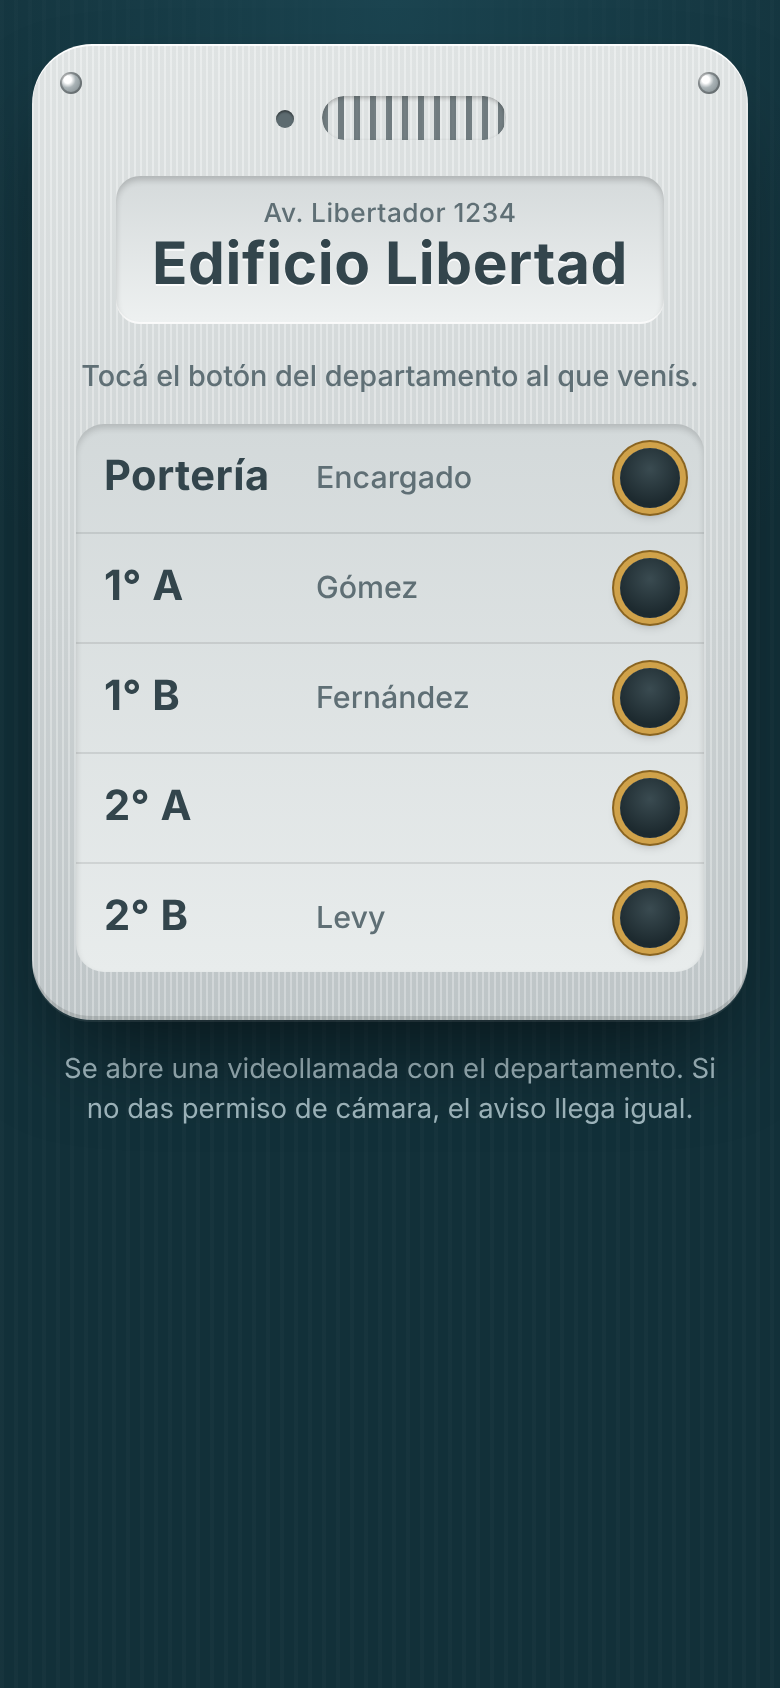 Av. Libertador 1234
Edificio Libertad
Tocá el botón del departamento al que venís.
Portería Encargado
1° A Gómez
1° B Fernández
2° A
2° B Levy
Se abre una videollamada con el departamento. Si
no das permiso de cámara, el aviso llega igual.